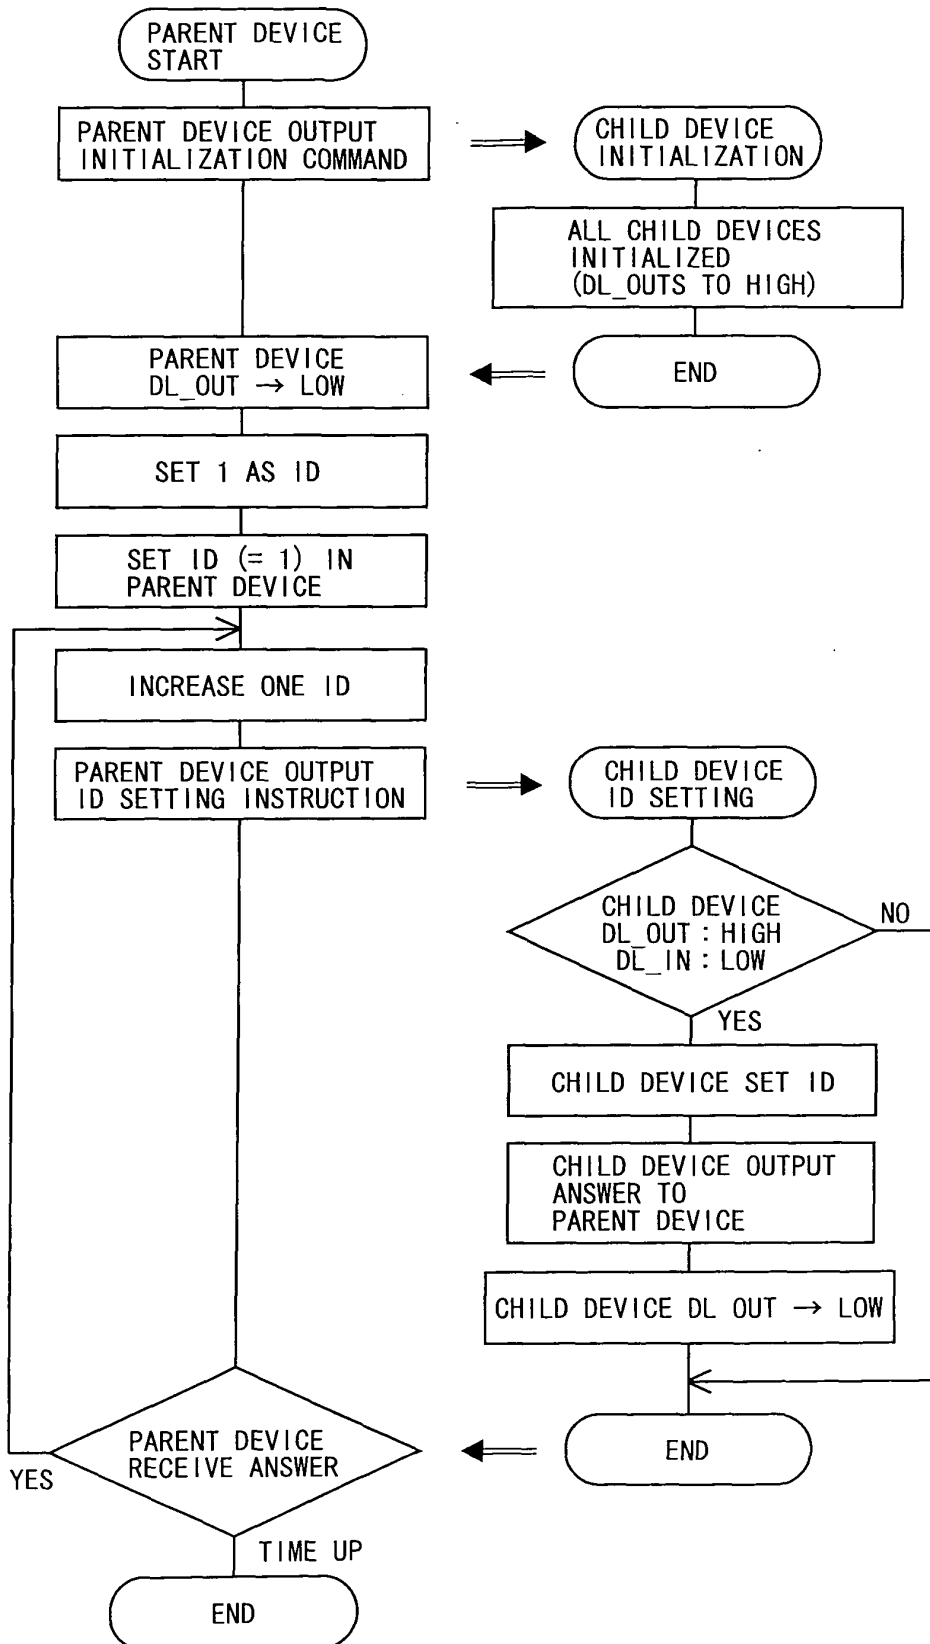 PARENT DEVICE
START
PARENT DEVICE OUTPUT
INITIALIZATION COMMAND
CHILD DEVICE
INITIALIZATION
ALL CHILD DEVICES
INITIALIZED
(DL_OUTS TO HIGH)
PARENT DEVICE
DL_OUT → LOW
END
SET 1 AS ID
SET ID (= 1) IN
PARENT DEVICE
INCREASE ONE ID
PARENT DEVICE OUTPUT
ID SETTING INSTRUCTION
CHILD DEVICE
ID SETTING
CHILD DEVICE
DL_OUT : HIGH
DL_IN : LOW
NO
YES
CHILD DEVICE SET ID
CHILD DEVICE OUTPUT
ANSWER TO
PARENT DEVICE
CHILD DEVICE DL OUT → LOW
PARENT DEVICE
RECEIVE ANSWER
END
YES
TIME UP
END